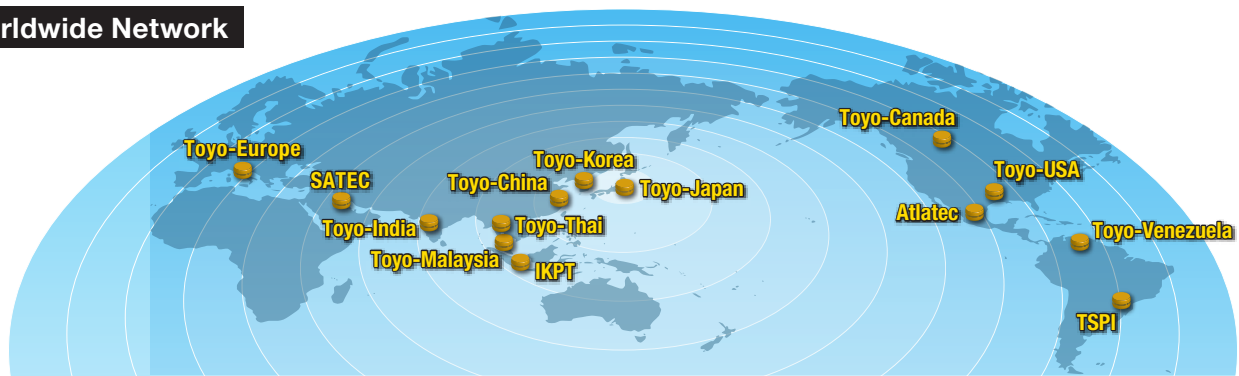 rldwide Network
Toyo-Canada
Toyo-Europe
Toyo-Korea
Toyo-USA
SATEC
Toyo-China
Toyo-Japan
Atlatec
Toyo-India
Toyo-Thai
Toyo-Venezuela
Toyo-Malaysia
IKPT
TSPI